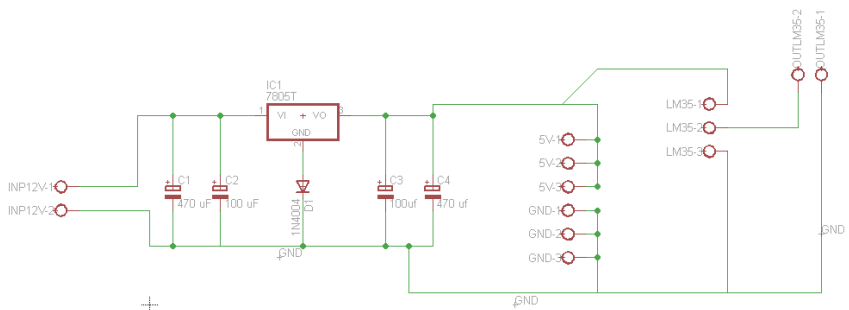 OUTLM35-2
OUTLM35-1
IC1
7805T
1
VI
+
VO
3
GND
2
LM35-1
LM35-2
LM35-3
5V-1
5V-2
5V-3
GND-1
GND-2
GND-3
INP12V-1
INP12V-2
+
C1
470 uF
+
C2
100 uF
1N4004
D1
+
C3
100uf
+
C4
470 uf
GND
GND
GND